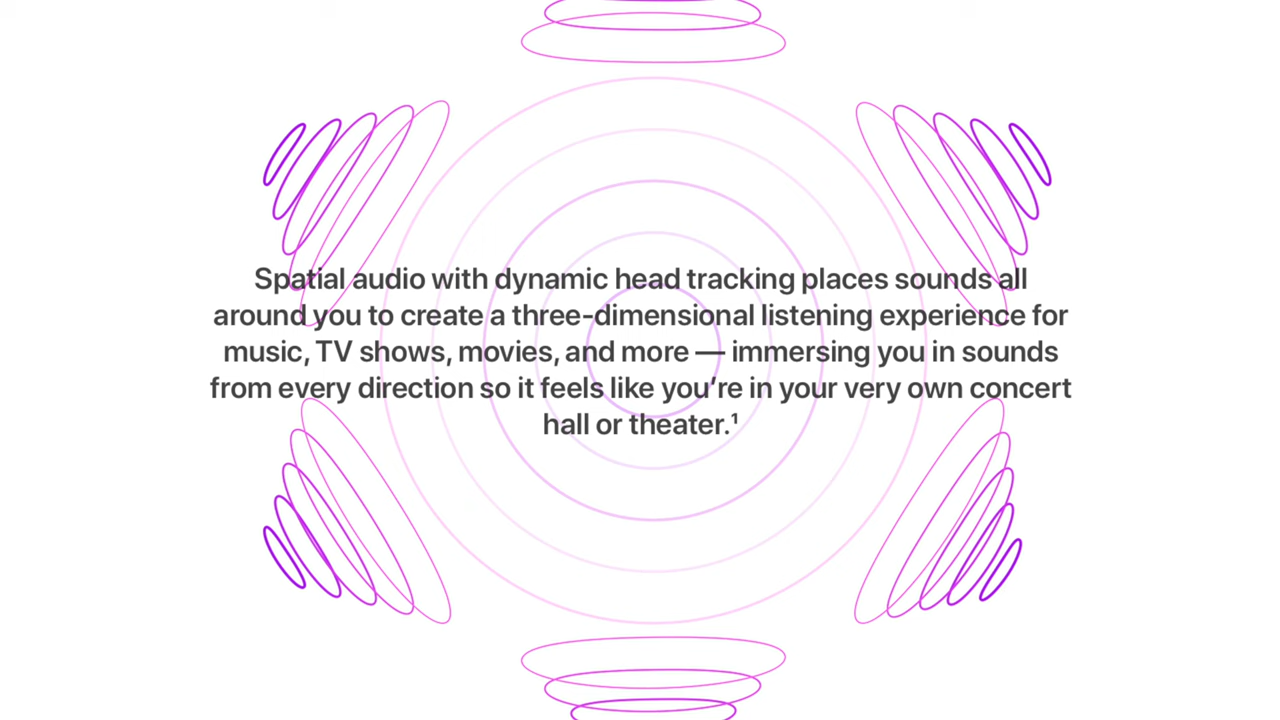 Spatial audio with dynamic head tracking places sounds all
around you to create a three-dimensional listening experience for
music, TV shows, movies, and more — immersing you in sounds
from every direction so it feels like you’re in your very own concert
hall or theater.¹